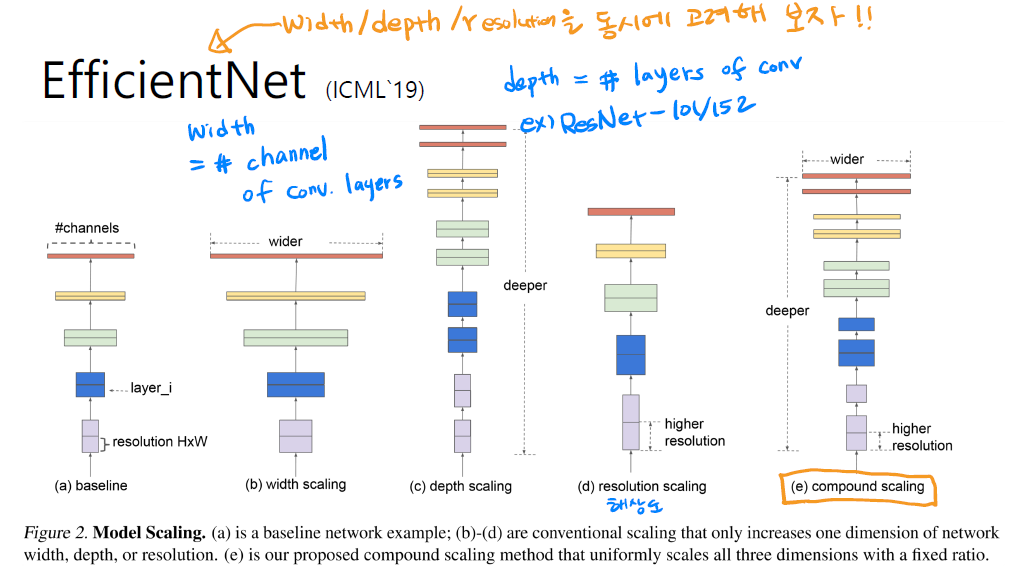 width/depth/resolution을 동시에 고려해 보자!!
EfficientNet (ICML`19)
depth = # layers of conv
ex) ResNet-101/152
width
= # channel
of conv. layers
#channels
layer_i
resolution HxW
(a) baseline
wider
(b) width scaling
deeper
(c) depth scaling
higher
resolution
(d) resolution scaling
해상도
wider
deeper
higher
resolution
(e) compound scaling
Figure 2. Model Scaling. (a) is a baseline network example; (b)-(d) are conventional scaling that only increases one dimension of network
width, depth, or resolution. (e) is our proposed compound scaling method that uniformly scales all three dimensions with a fixed ratio.